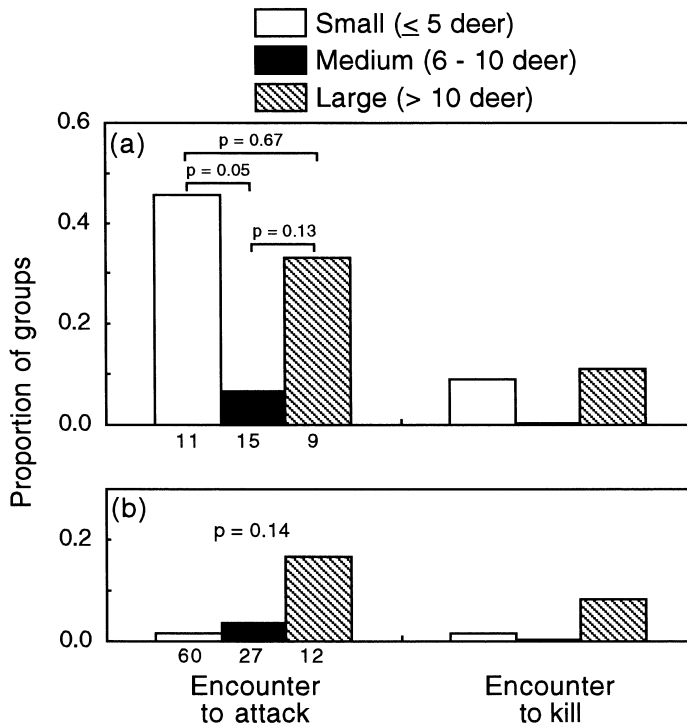 Small (≤ 5 deer)
Medium (6 - 10 deer)
Large (> 10 deer)
0.6
(a)
p = 0.67
p = 0.05
0.4
p = 0.13
0.2
0.0
11 15 9
Proportion of groups
(b)
p = 0.14
0.2
0.0
60 27 12
Encounter
to attack
Encounter
to kill